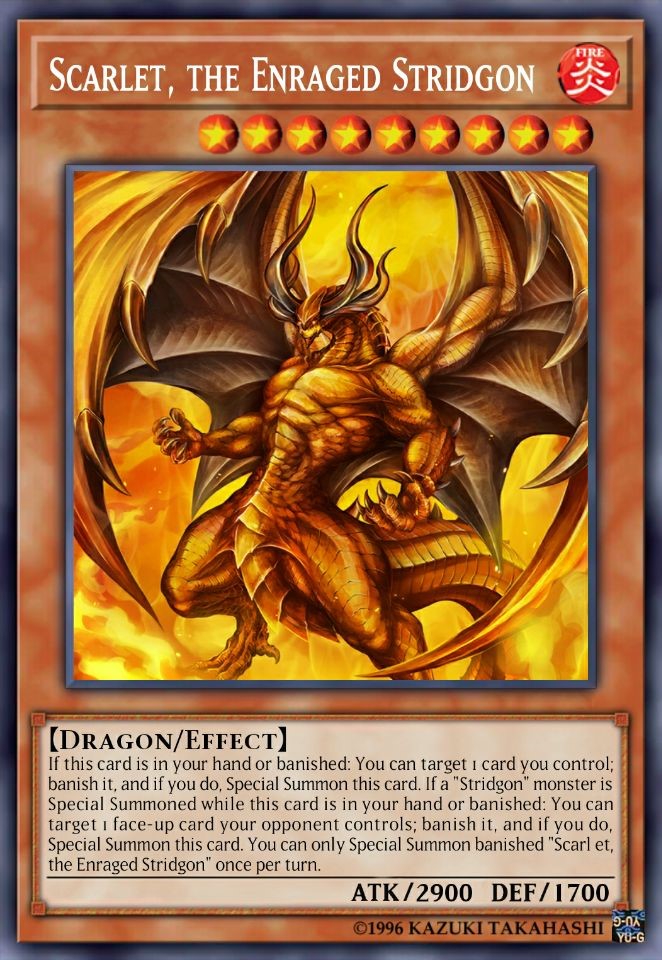 Scarlet, the Enraged Stridgon
FIRE
炎
【Dragon/Effect】
If this card is in your hand or banished: You can target 1 card you control;
banish it, and if you do, Special Summon this card. If a "Stridgon" monster is
Special Summoned while this card is in your hand or banished: You can
target 1 face-up card your opponent controls; banish it, and if you do,
Special Summon this card. You can only Special Summon banished "Scarl et,
the Enraged Stridgon" once per turn.
ATK/2900 DEF/1700
©1996 KAZUKI TAKAHASHI
YU-G